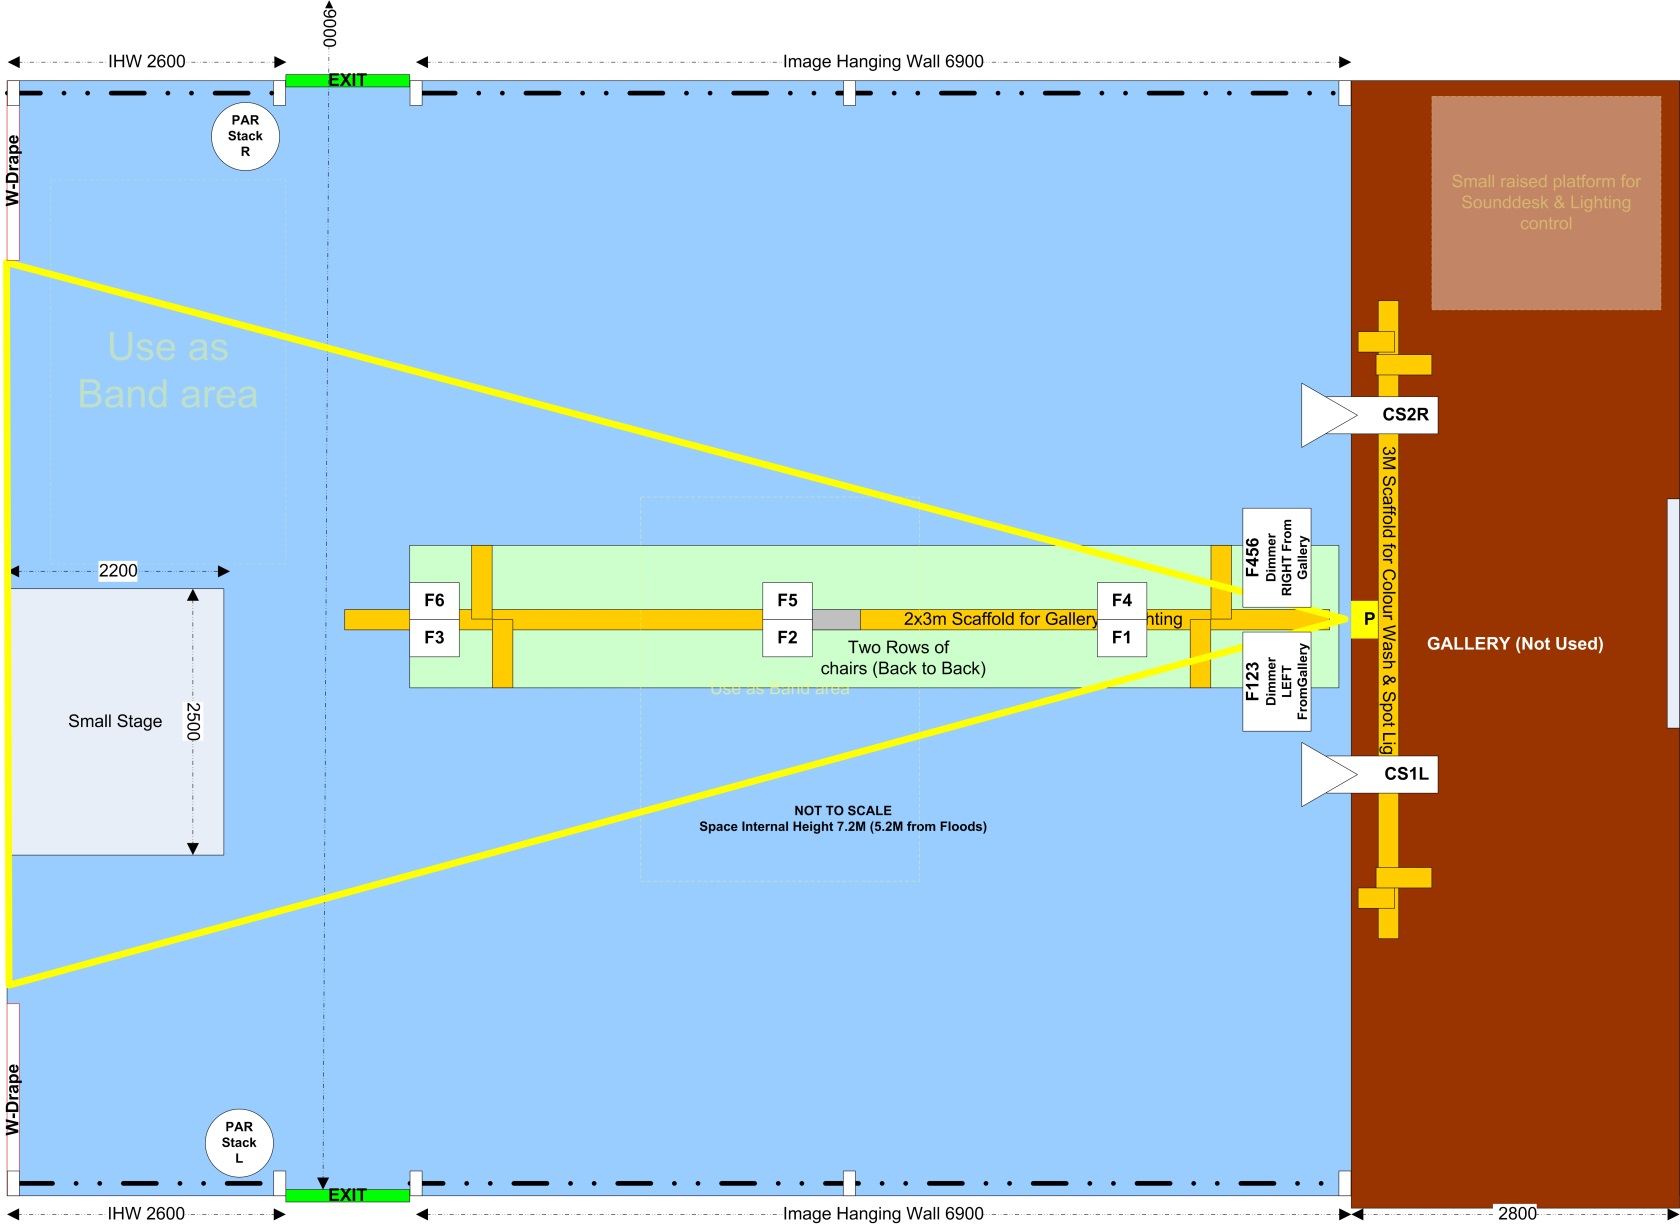 9000
IHW 2600
Image Hanging Wall 6900
EXIT
PAR
Stack
R
W-Drape
Small raised platform for
Sounddesk & Lighting
control
Use as
Band area
CS2R
3M Scaffold for Colour Wash & Spot Lig
2200
F456
Dimmer
RIGHT From
Gallery
F6
F5
F4
2x3m Scaffold for Gallery
hting
P
F3
F2
F1
Two Rows of
chairs (Back to Back)
GALLERY (Not Used)
F123
Dimmer
LEFT
FromGallery
Use as Band area
Small Stage
2500
CS1L
NOT TO SCALE
Space Internal Height 7.2M (5.2M from Floods)
W-Drape
PAR
Stack
L
EXIT
IHW 2600
Image Hanging Wall 6900
2800